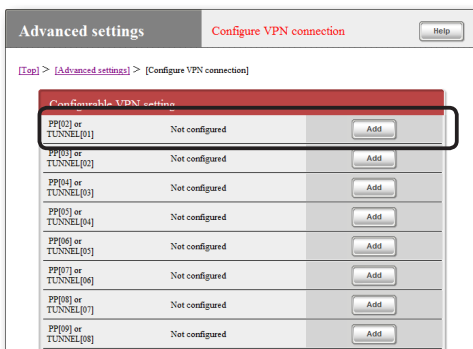 Advanced settings Configure VPN connection Help
[Top] > [Advanced settings] > [Configure VPN connection]
Configurable VPN setting
PP[02] or
TUNNEL[01] Not configured Add
PP[03] or
TUNNEL[02] Not configured Add
PP[04] or
TUNNEL[03] Not configured Add
PP[05] or
TUNNEL[04] Not configured Add
PP[06] or
TUNNEL[05] Not configured Add
PP[07] or
TUNNEL[06] Not configured Add
PP[08] or
TUNNEL[07] Not configured Add
PP[09] or
TUNNEL[08] Not configured Add